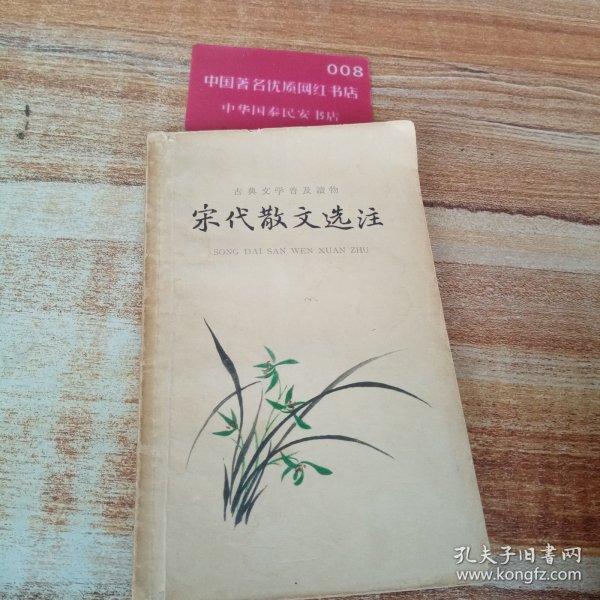 008
中国著名优质网红书店
中华国泰民安书店
古典文学普及讀物
宋代散文选注
SONG DAI SAN WEN XUAN ZHU
孔夫子旧书网
www.kongfz.com